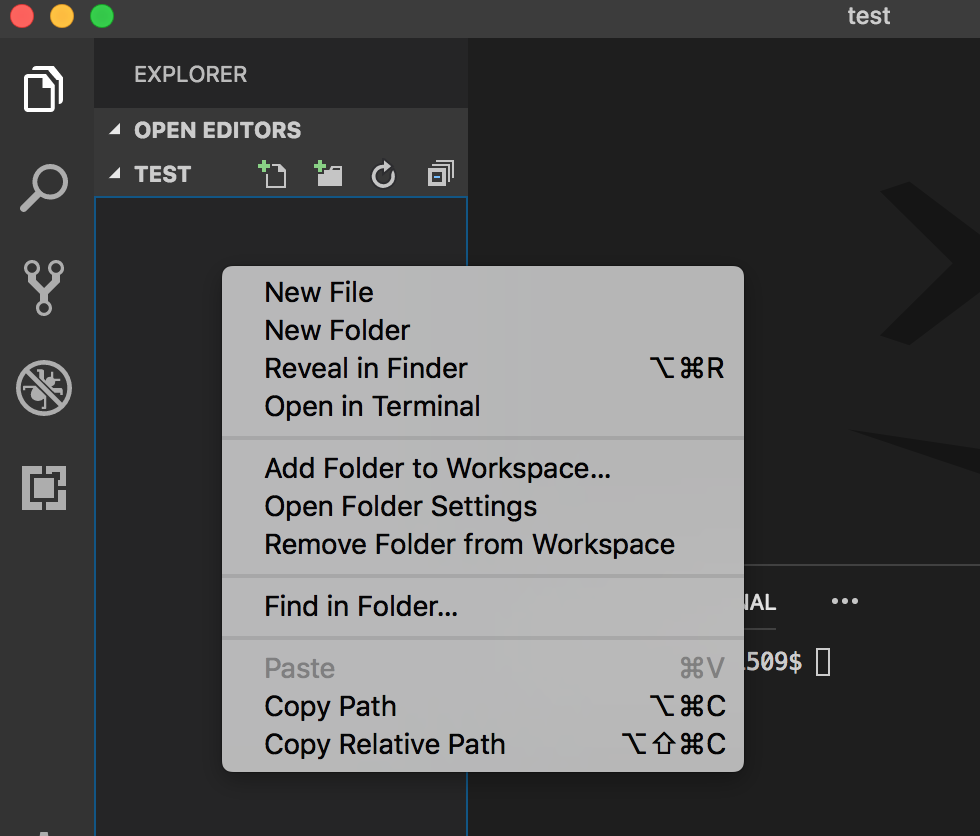 test
EXPLORER
OPEN EDITORS
TEST
New File
New Folder
Reveal in Finder ⌥⌘R
Open in Terminal
Add Folder to Workspace...
Open Folder Settings
Remove Folder from Workspace
Find in Folder...
Paste ⌘V
Copy Path ⌥⌘C
Copy Relative Path ⌥⇧⌘C
NAL
509$